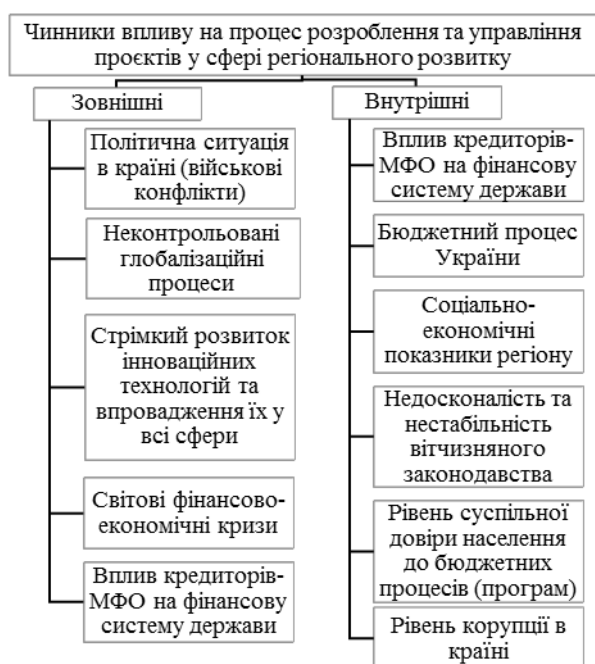 Чинники впливу на процес розроблення та управління
проєктів у сфері регіонального розвитку
Зовнішні
Політична ситуація
в країні (військові
конфлікти)
Неконтрольовані
глобалізаційні
процеси
Стрімкий розвиток
інноваційних
технологій та
впровадження їх у
всі сфери
Світові фінансово-
економічні кризи
Вплив кредиторів-
МФО на фінансову
систему держави
Внутрішні
Вплив кредиторів-
МФО на фінансову
систему держави
Бюджетний процес
України
Соціально-
економічні
показники регіону
Недосконалість та
нестабільність
вітчизняного
законодавства
Рівень суспільної
довіри населення
до бюджетних
процесів (програм)
Рівень корупції в
країні